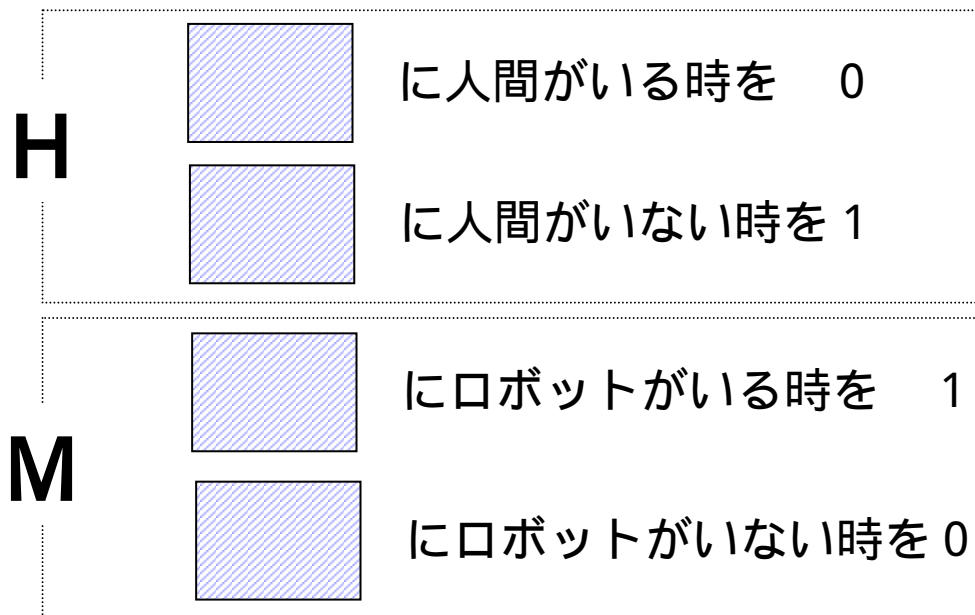 H
に人間がいる時を 0
に人間がいない時を 1
M
にロボットがいる時を 1
にロボットがいない時を 0